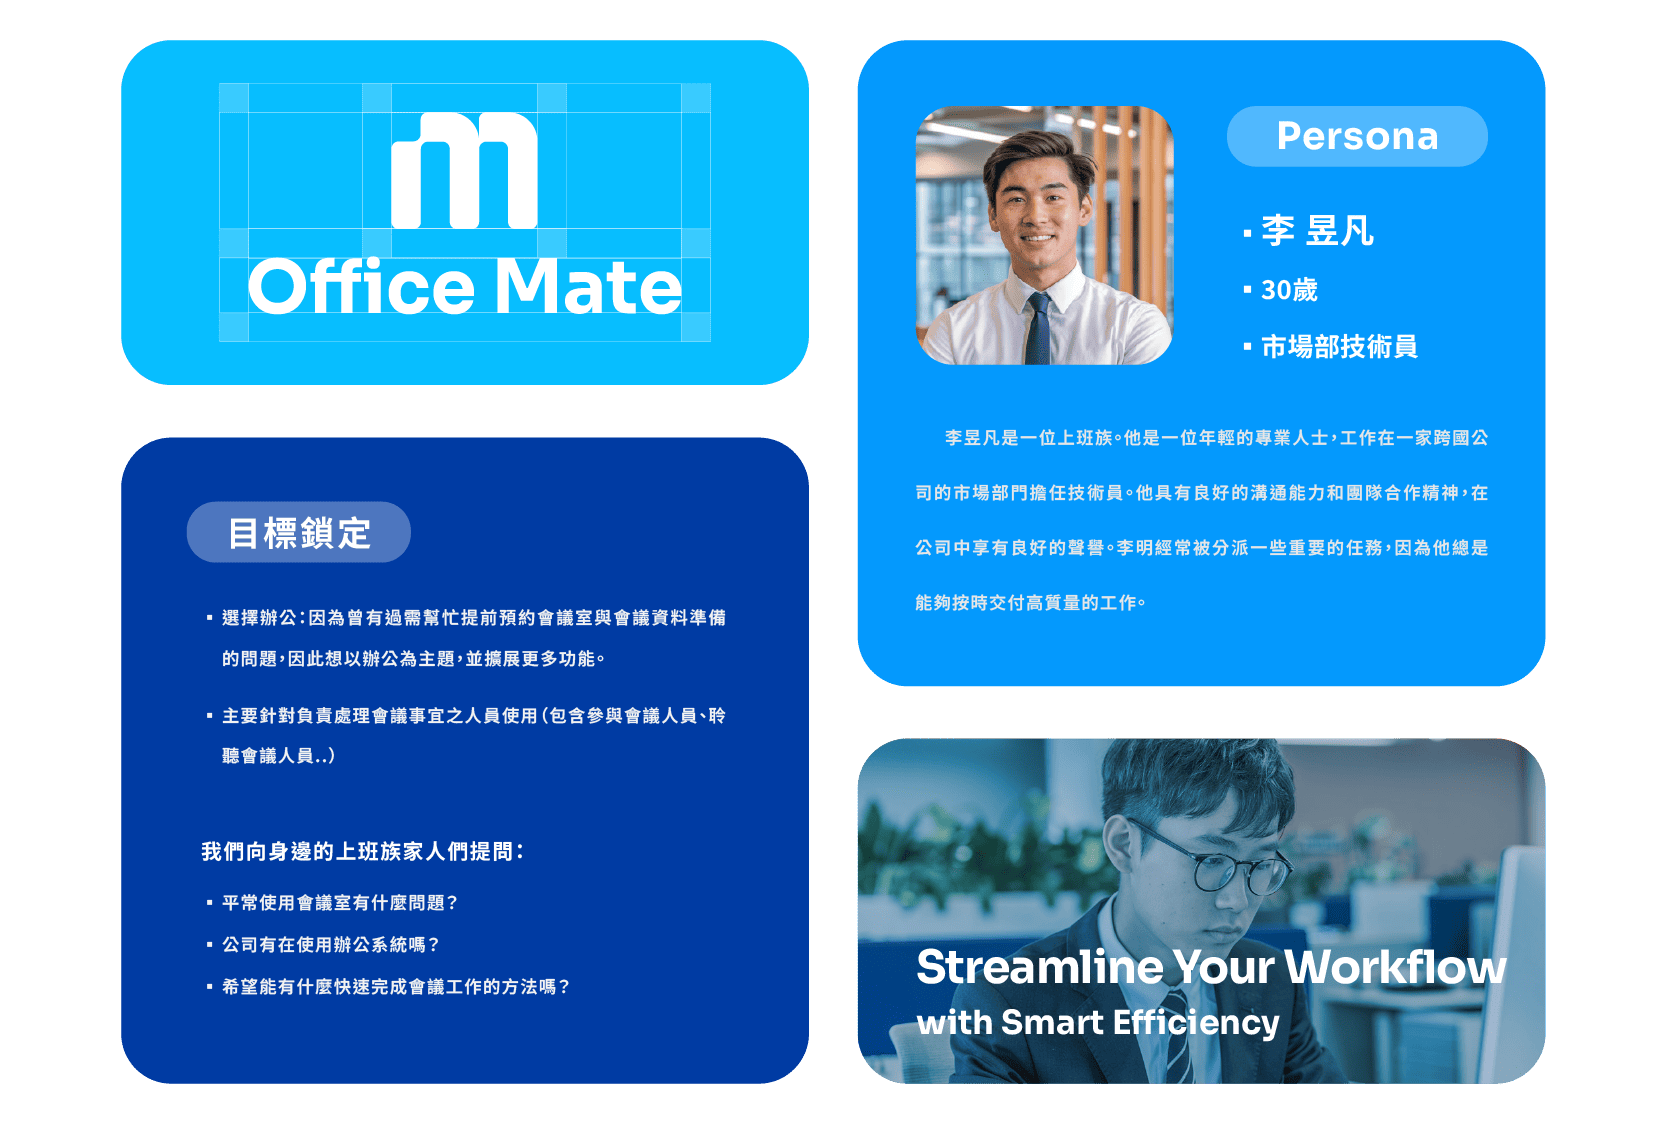 Office Mate
目標鎖定
▪ 選擇辦公：因為曾有過需幫忙提前預約會議室與會議資料準備
的問題，因此想以辦公為主題，並擴展更多功能。
▪ 主要針對負責處理會議事宜之人員使用（包含參與會議人員、聆
聽會議人員..）
我們向身邊的上班族家人們提問：
▪ 平常使用會議室有什麼問題？
▪ 公司有在使用辦公系統嗎？
▪ 希望能有什麼快速完成會議工作的方法嗎？
Persona
▪ 李 昱凡
▪ 30歲
▪ 市場部技術員
李昱凡是一位上班族。他是一位年輕的專業人士，工作在一家跨國公
司的市場部門擔任技術員。他具有良好的溝通能力和團隊合作精神，在
公司中享有良好的聲譽。李明經常被分派一些重要的任務，因為他總是
能夠按時交付高質量的工作。
Streamline Your Workflow
with Smart Efficiency